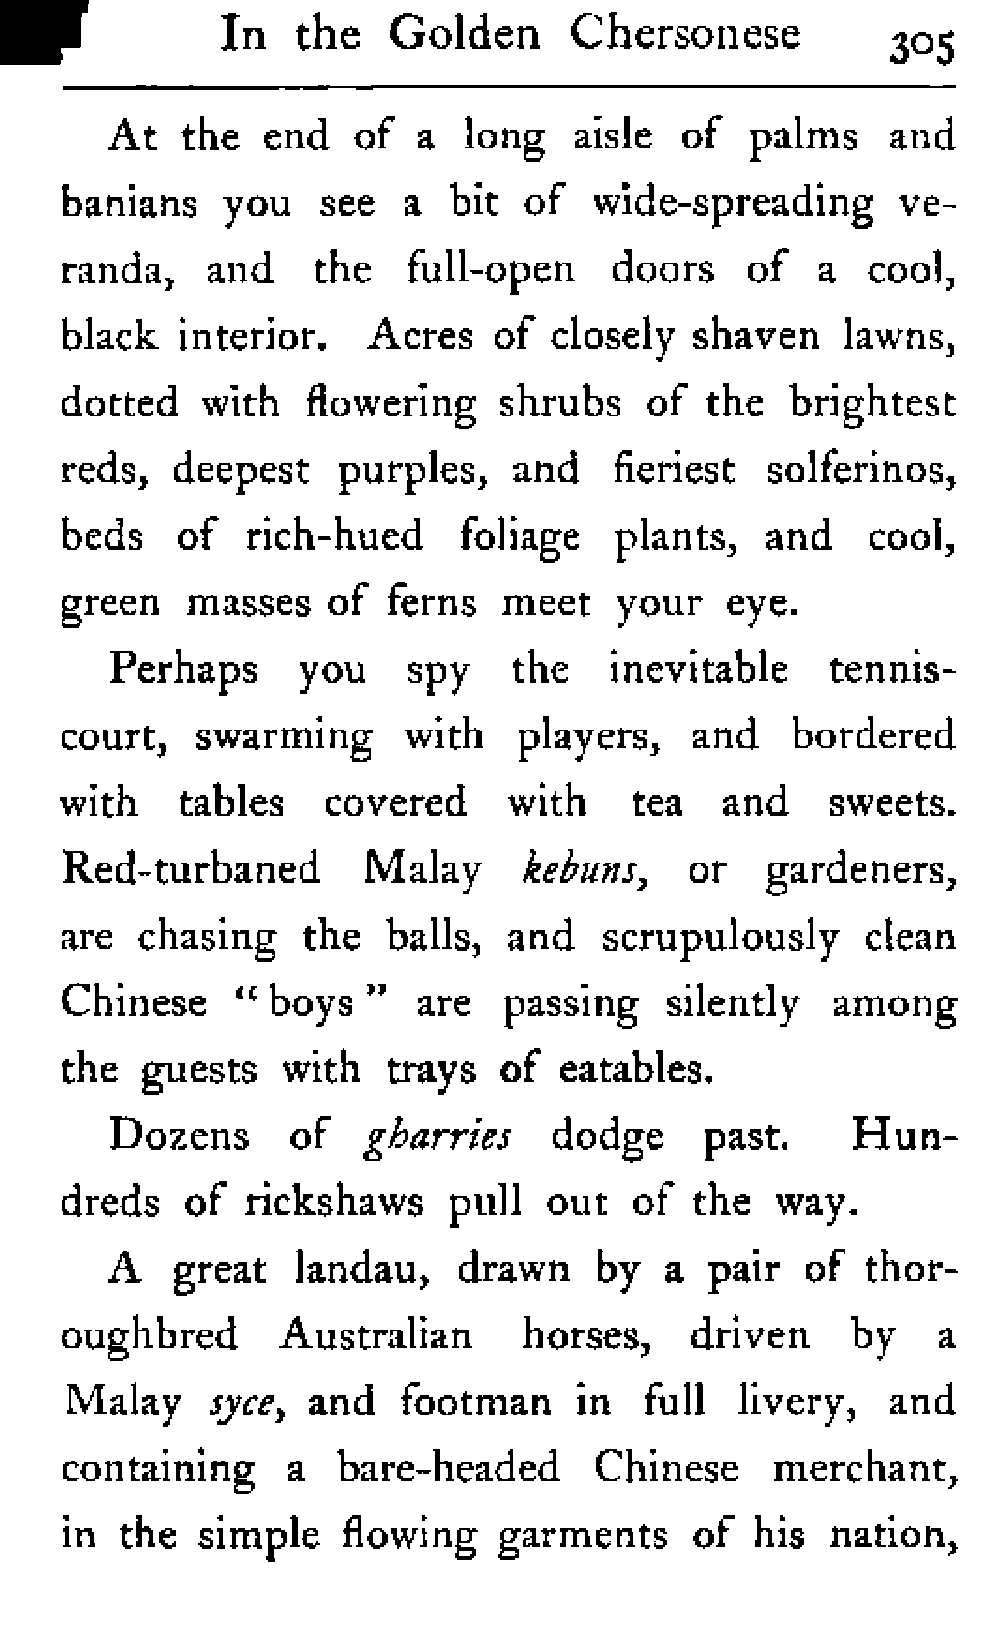 In the Golden Chersonese 305
At the end of a long aisle of palms and
banians you see a bit of wide-spreading ve-
randa, and the full-open doors of a cool,
black interior. Acres of closely shaven lawns,
dotted with flowering shrubs of the brightest
reds, deepest purples, and fieriest solferinos,
beds of rich-hued foliage plants, and cool,
green masses of ferns meet your eye.
Perhaps you spy the inevitable tennis-
court, swarming with players, and bordered
with tables covered with tea and sweets.
Red-turbaned Malay kebuns, or gardeners,
are chasing the balls, and scrupulously clean
Chinese “boys” are passing silently among
the guests with trays of eatables.
Dozens of gharries dodge past. Hun-
dreds of rickshaws pull out of the way.
A great landau, drawn by a pair of thor-
oughbred Australian horses, driven by a
Malay syce, and footman in full livery, and
containing a bare-headed Chinese merchant,
in the simple flowing garments of his nation,